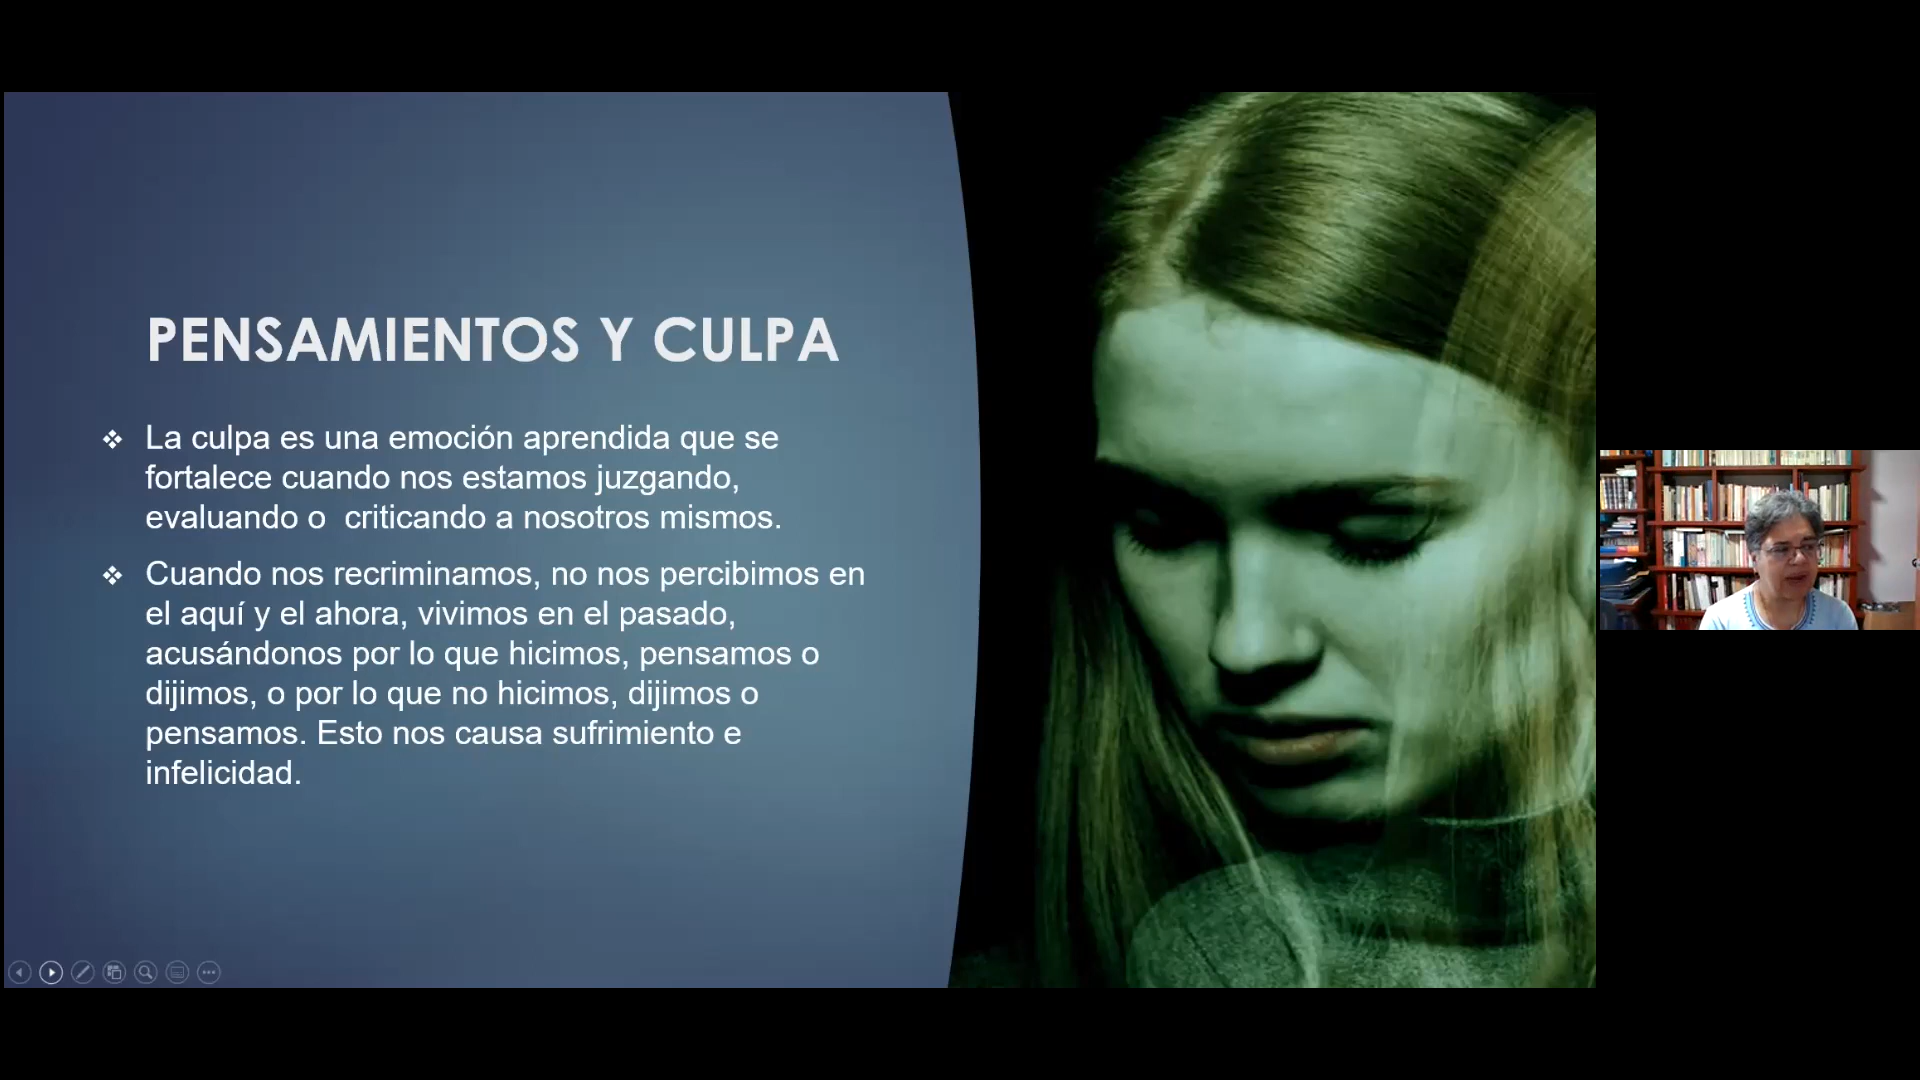 PENSAMIENTOS Y CULPA
❖ La culpa es una emoción aprendida que se
fortalece cuando nos estamos juzgando,
evaluando o  criticando a nosotros mismos.
❖ Cuando nos recriminamos, no nos percibimos en
el aquí y el ahora, vivimos en el pasado,
acusándonos por lo que hicimos, pensamos o
dijimos, o por lo que no hicimos, dijimos o
pensamos. Esto nos causa sufrimiento e
infelicidad.